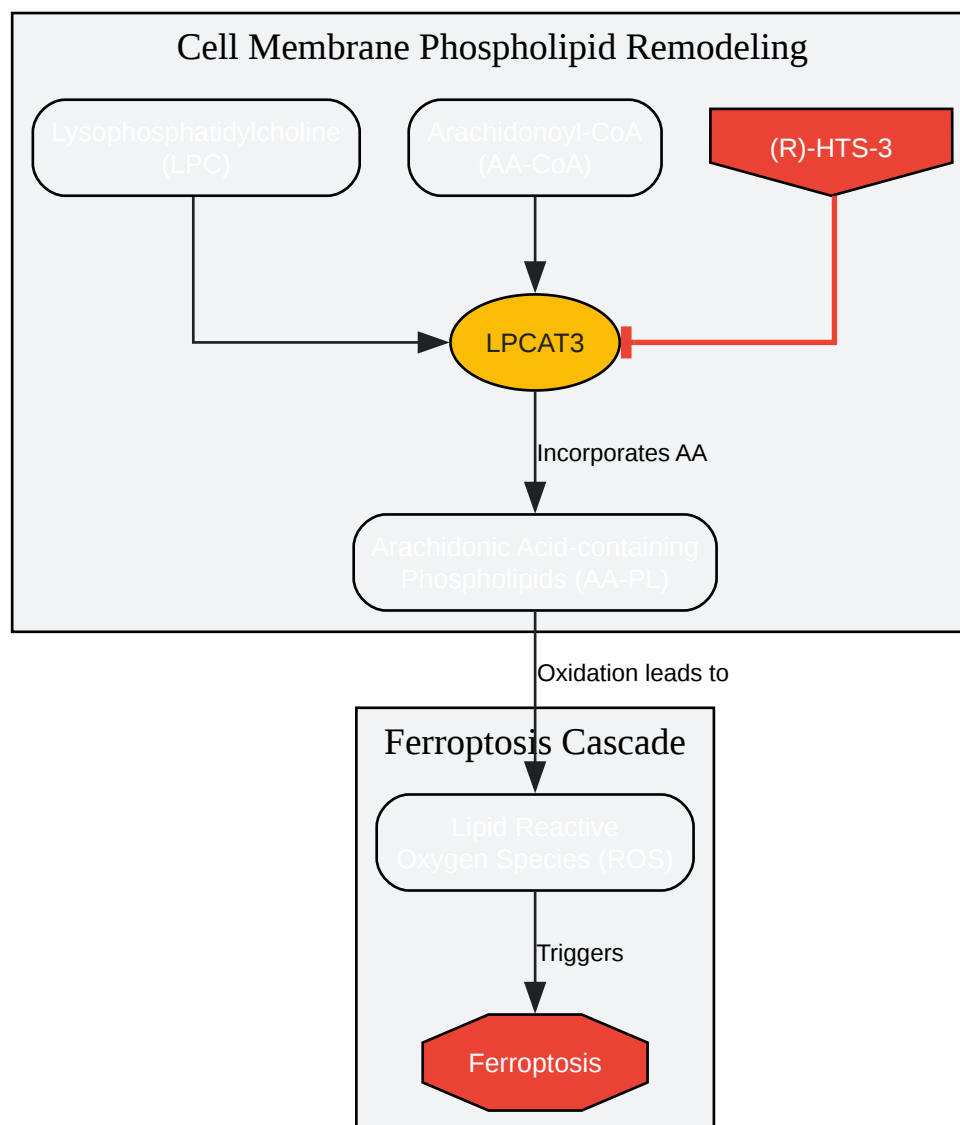 Cell Membrane Phospholipid Remodeling
Lysophosphatidylcholine
(LPC)
Arachidonoyl-CoA
(AA-CoA)
(R)-HTS-3
LPCAT3
Incorporates AA
Arachidonic Acid-containing
Phospholipids (AA-PL)
Oxidation leads to
Ferroptosis Cascade
Lipid Reactive
Oxygen Species (ROS)
Triggers
Ferroptosis